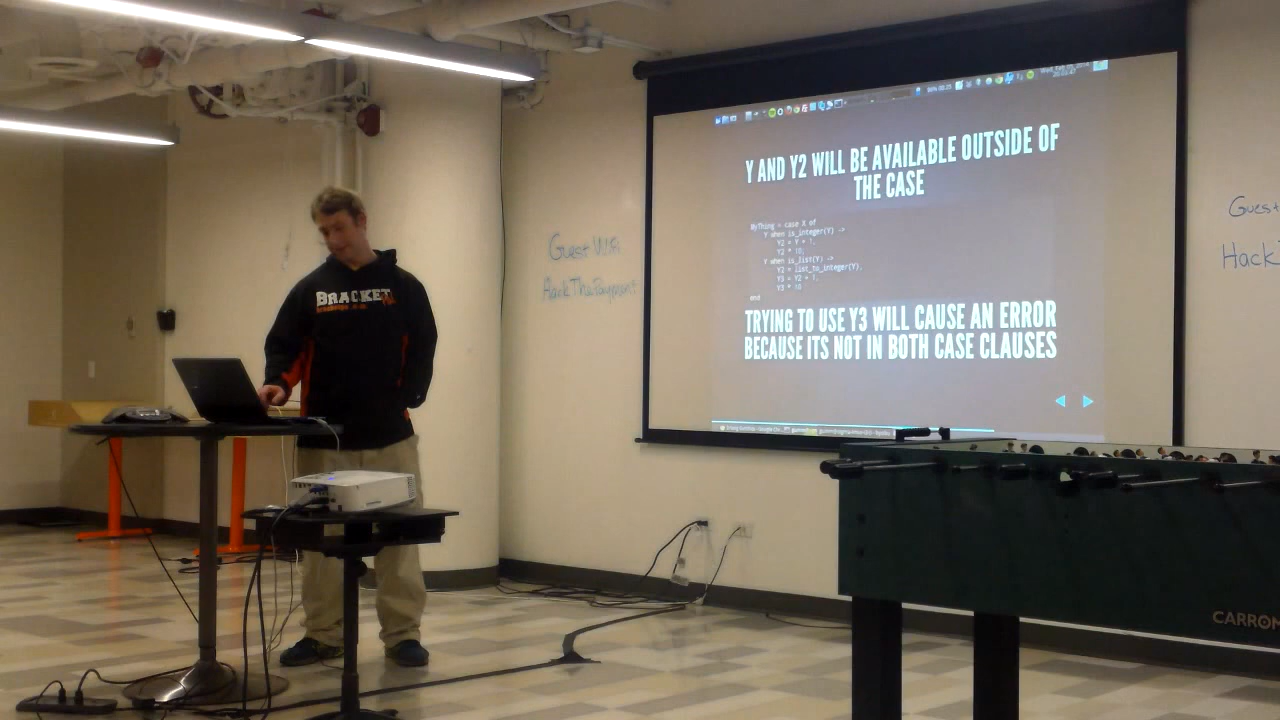 Y AND Y2 WILL BE AVAILABLE OUTSIDE OF
THE CASE
MyThing = case X of
Y when is_integer(Y) ->
Y2 = Y + 1,
Y2 * 10;
Y when is_list(Y) ->
Y2 = list_to_integer(Y),
Y3 = Y2 + 1,
Y3 * 10
end
TRYING TO USE Y3 WILL CAUSE AN ERROR
BECAUSE ITS NOT IN BOTH CASE CLAUSES
Guest Wifi
HackThePayment
Guest
Hack
BRACKET
CARROM